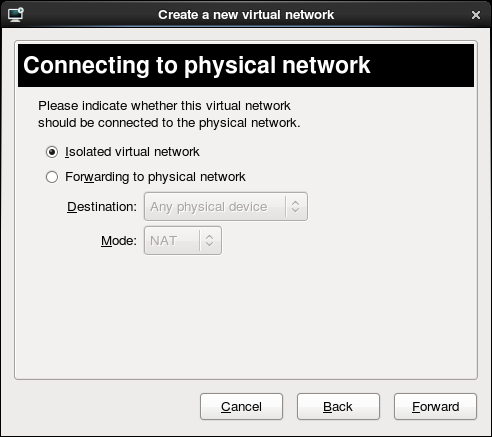 Create a new virtual network
Connecting to physical network
Please indicate whether this virtual network
should be connected to the physical network.
Isolated virtual network
Forwarding to physical network
Destination: Any physical device
Mode: NAT
Cancel Back Forward